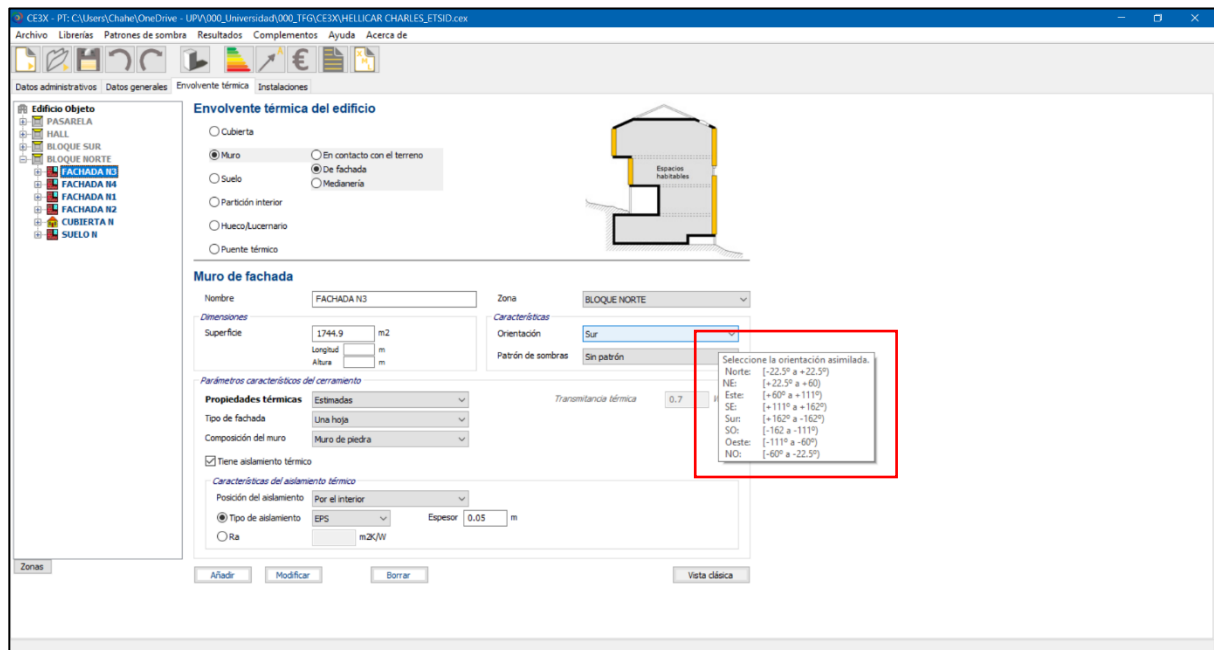 CE3X - PT: C:\Users\Chahe\OneDrive - UPV\000_Universidad\000_TFG\CE3X\HELLICAR CHARLES_ETSID.cex
Archivo Librerías Patrones de sombra Resultados Complementos Ayuda Acerca de
Datos administrativos Datos generales Envolvente térmica Instalaciones
Edificio Objeto
PASARELA
HALL
BLOQUE SUR
BLOQUE NORTE
FACHADA N3
FACHADA N4
FACHADA N1
FACHADA N2
CUBIERTA N
SUELO N
Zonas
Envolvente térmica del edificio
Cubierta
Muro
En contacto con el terreno
De fachada
Suelo
Medianería
Partición interior
Hueco/Lucernario
Puente térmico
Espacios
habitables
Muro de fachada
Nombre FACHADA N3 Zona BLOQUE NORTE
Dimensiones Características
Superficie 1744.9 m2 Orientación Sur
Longitud m
Altura m
Patrón de sombras Sin patrón
Parámetros característicos del cerramiento
Propiedades térmicas Estimadas Transmitancia térmica 0.7
Tipo de fachada Una hoja
Composición del muro Muro de piedra
Tiene aislamiento térmico
Características del aislamiento térmico
Posición del aislamiento Por el interior
Tipo de aislamiento EPS Espesor 0.05 m
Ra m2K/W
Añadir Modificar Borrar Vista clásica
Seleccione la orientación asimilada.
Norte: [-22.5º a +22.5º)
NE: [+22.5º a +60)
Este: [+60º a +111º)
SE: [+111º a +162º)
Sur: [+162º a -162º)
SO: [-162 a -111º)
Oeste: [-111º a -60º)
NO: [-60º a -22.5º)